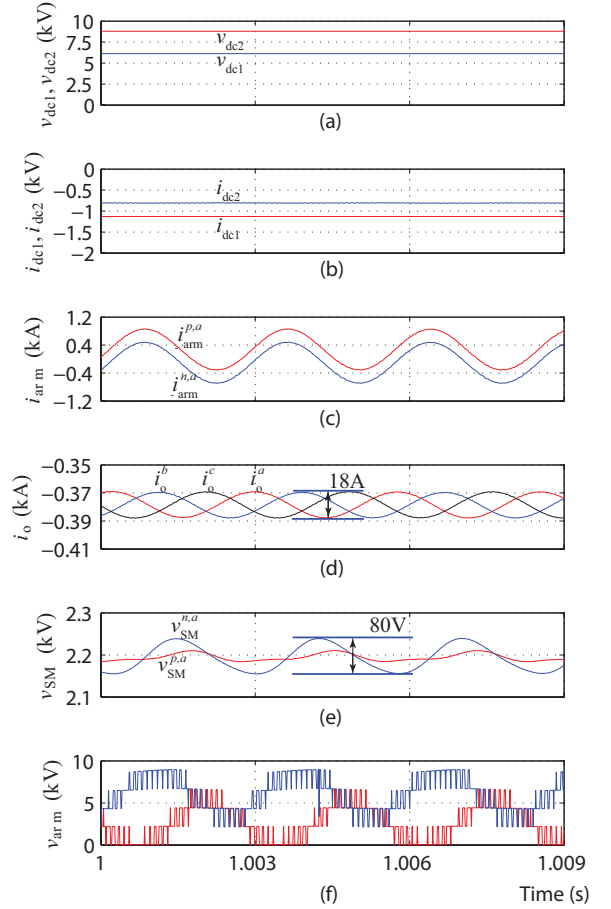 v_dc1, v_dc2 (kV)
10
7.5
5
2.5
0
v_dc2
v_dc1
(a)
i_dc1, i_dc2 (kV)
0
−0.5
−1
−1.5
−2
i_dc2
i_dc1
(b)
i_arm (kA)
1.2
0.4
−0.4
−1.2
i_arm^p,a
i_arm^n,a
(c)
i_o (kA)
−0.35
−0.37
−0.39
−0.41
i_o^b i_o^c i_o^a 18A
(d)
v_SM (kV)
2.3
2.2
2.1
v_SM^n,a
v_SM^p,a
80V
(e)
v_arm (kV)
10
5
0
1 1.003 1.006 1.009
(f) Time (s)